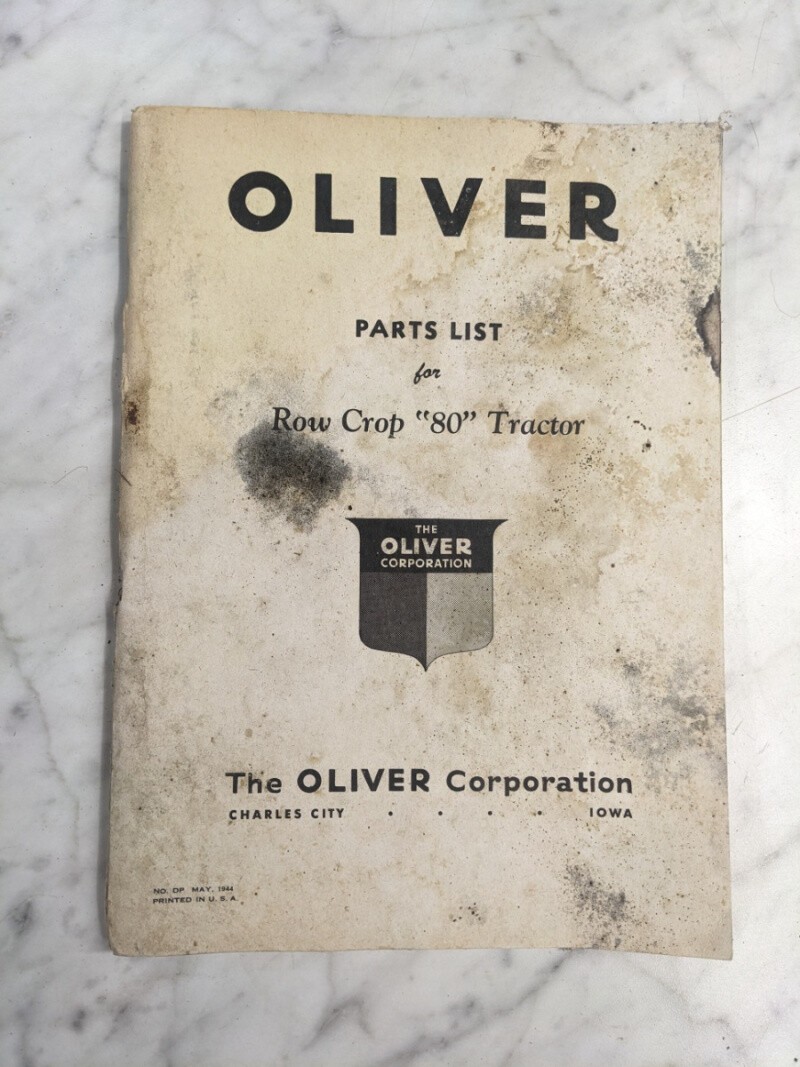 OLIVER
PARTS LIST
for
Row Crop "80" Tractor
THE
OLIVER
CORPORATION
The OLIVER Corporation
CHARLES CITY . . . . IOWA
NO. DP MAY, 1944
PRINTED IN U. S. A.